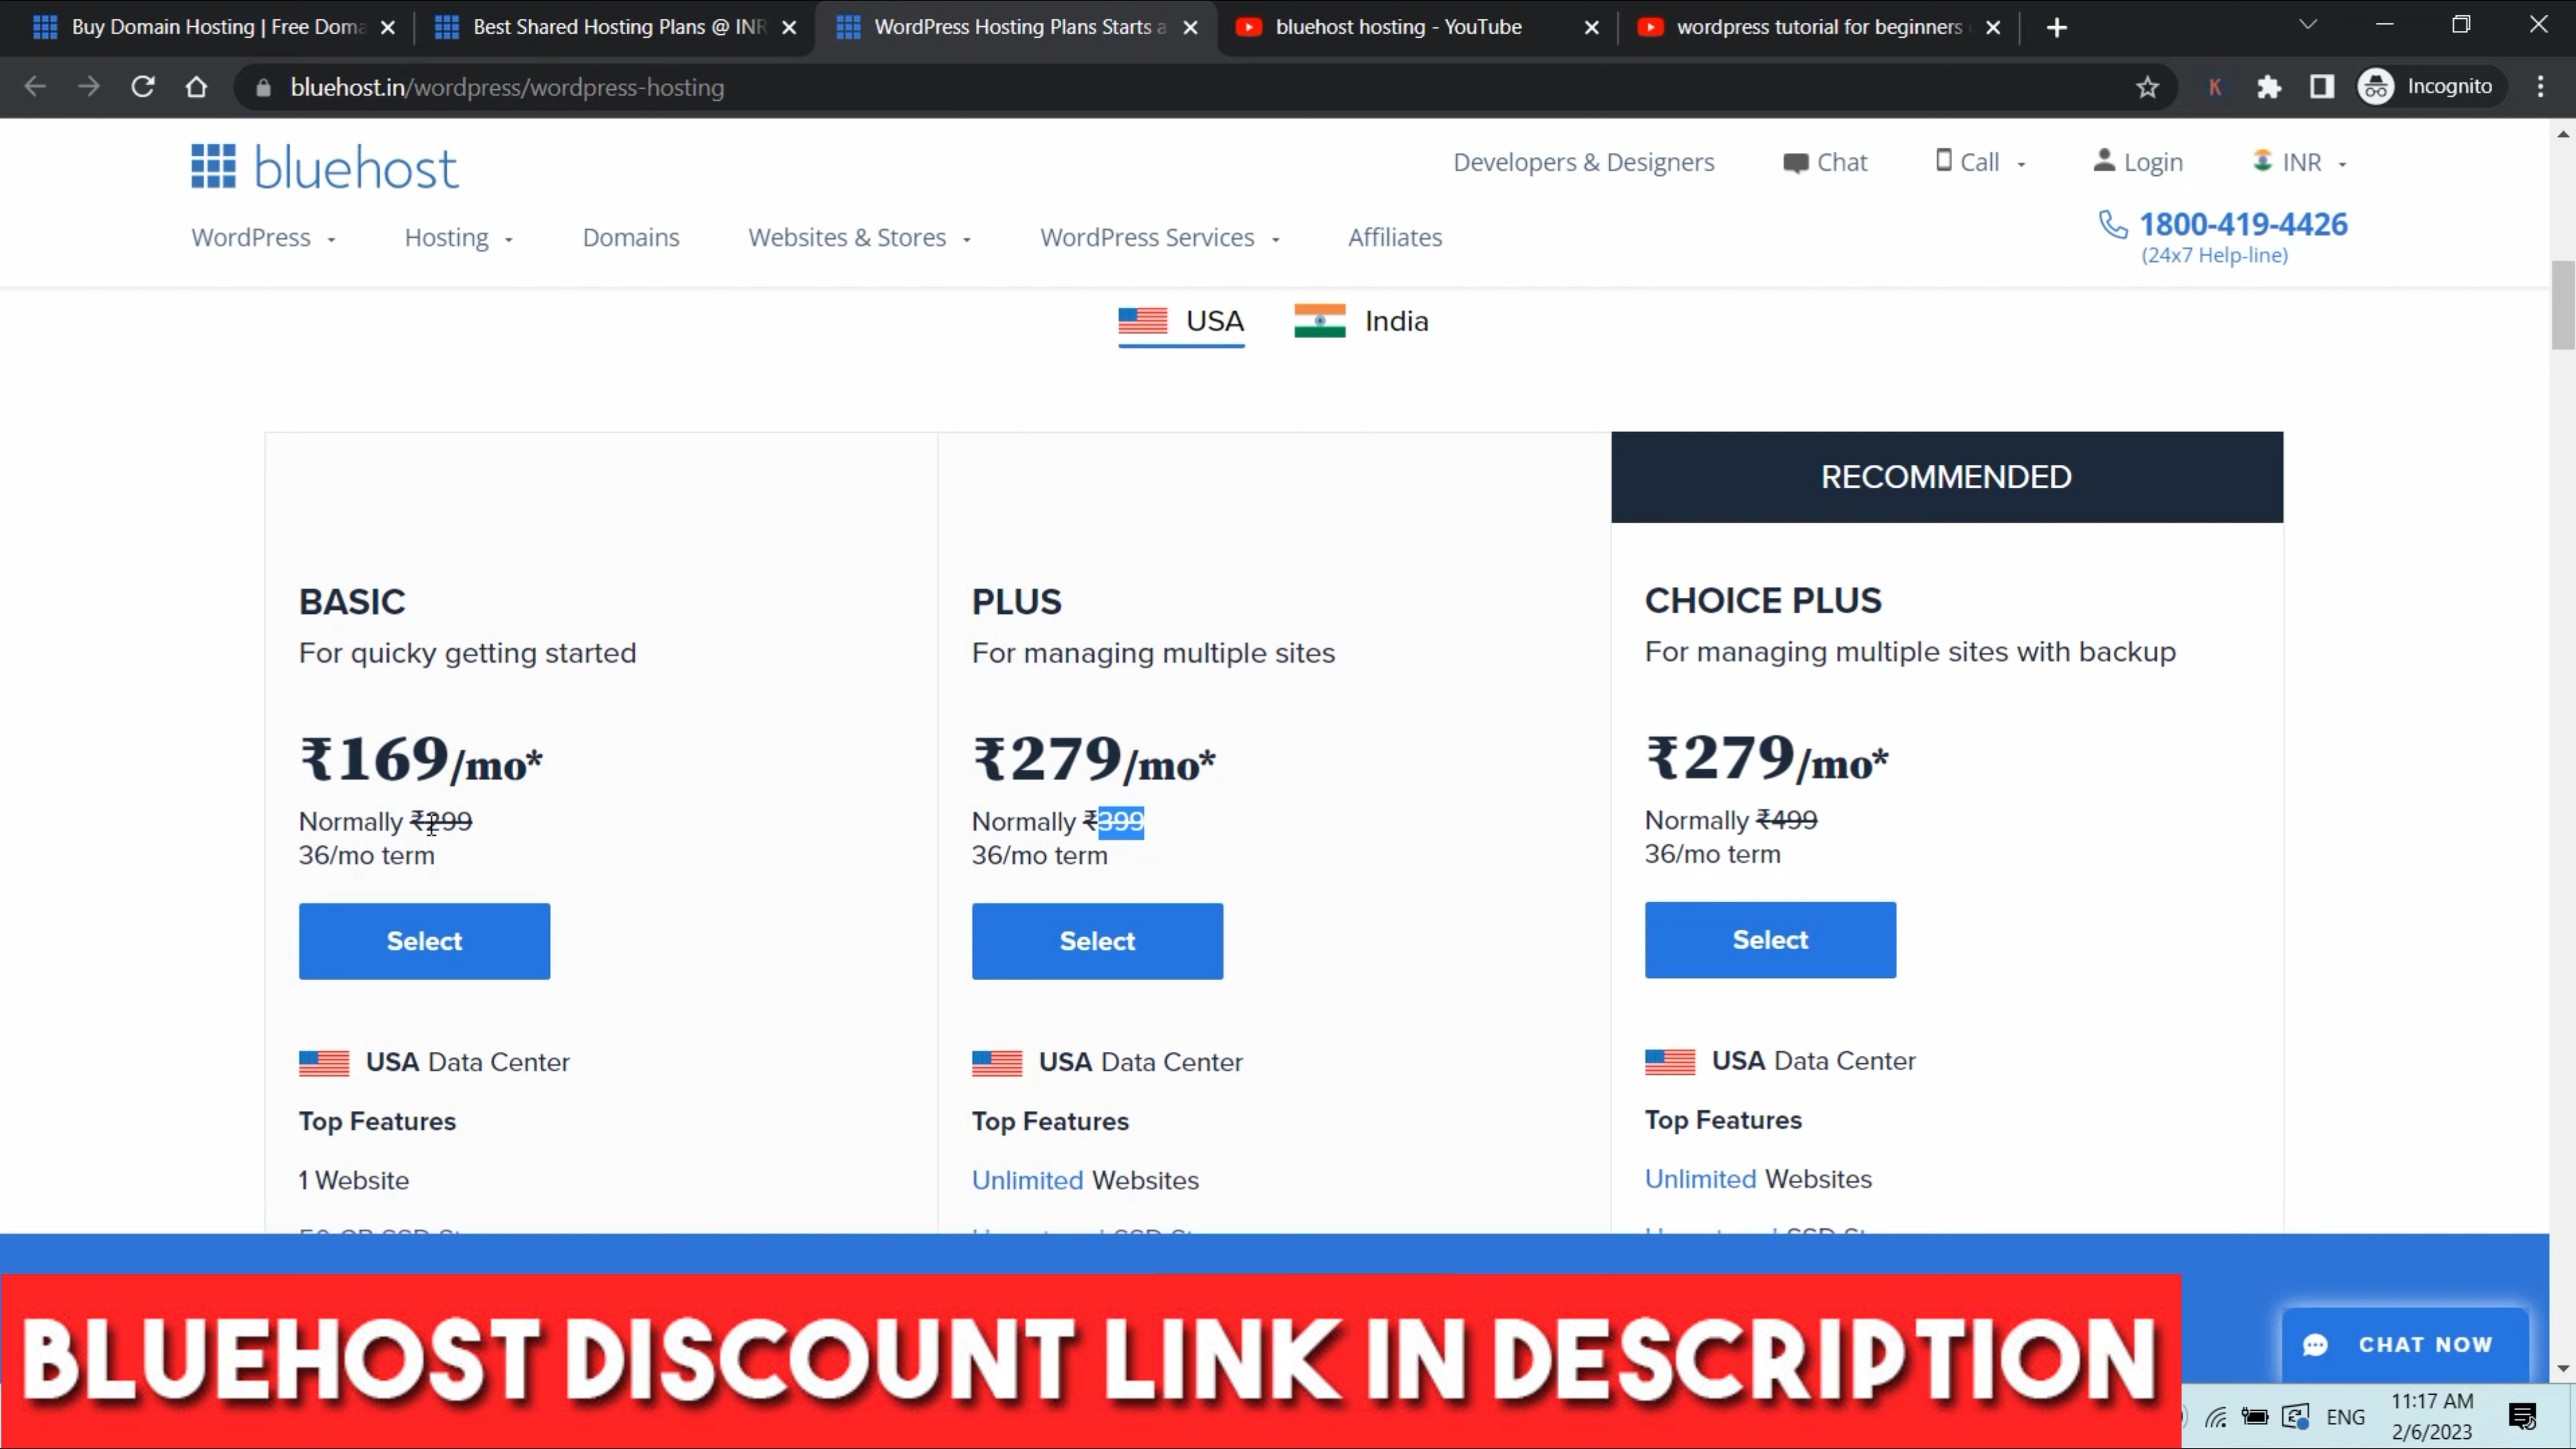 Buy Domain Hosting | Free Doma
Best Shared Hosting Plans @ INR
WordPress Hosting Plans Starts a
bluehost hosting - YouTube
wordpress tutorial for beginners
bluehost.in/wordpress/wordpress-hosting
K
Incognito
bluehost
Developers & Designers
Chat
Call
Login
INR
WordPress
Hosting
Domains
Websites & Stores
WordPress Services
Affiliates
1800-419-4426
(24x7 Help-line)
USA
India
RECOMMENDED
BASIC
For quicky getting started
₹169/mo*
Normally ₹299
36/mo term
Select
USA Data Center
Top Features
1 Website
PLUS
For managing multiple sites
₹279/mo*
Normally ₹399
36/mo term
Select
USA Data Center
Top Features
Unlimited Websites
CHOICE PLUS
For managing multiple sites with backup
₹279/mo*
Normally ₹499
36/mo term
Select
USA Data Center
Top Features
Unlimited Websites
BLUEHOST DISCOUNT LINK IN DESCRIPTION
CHAT NOW
ENG
11:17 AM
2/6/2023